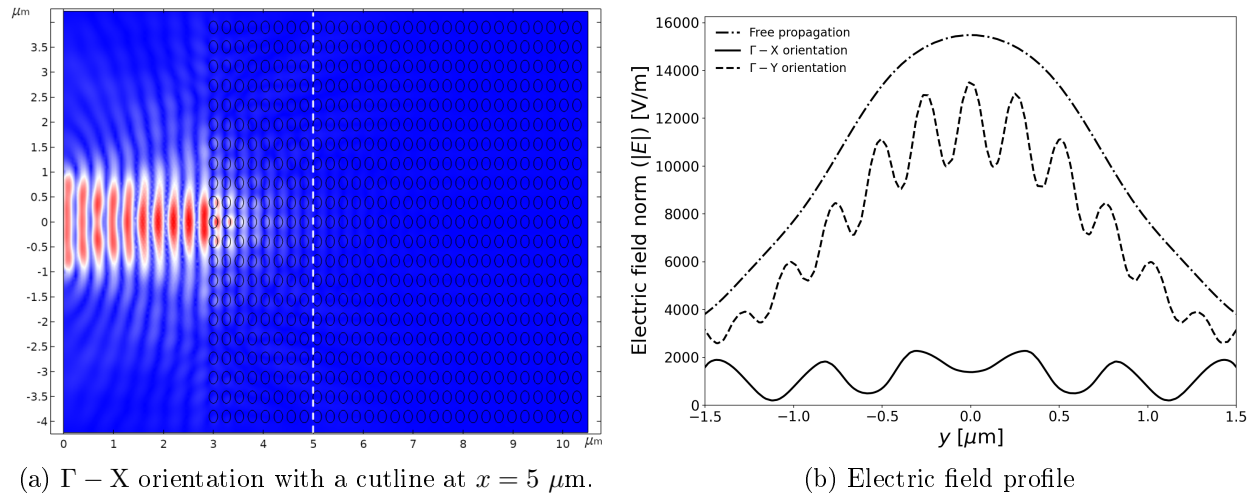 μm
3.5
2.5
2
1.5
1
0.5
0
-0.5
-1
-1.5
-2
-2.5
-3
-3.5
-4
0 1 2 3 4 5 6 7 8 9 10 μm
(a) Γ − X orientation with a cutline at x = 5 μm.
Electric field norm (|E|) [V/m]
16000
14000
12000
10000
8000
6000
4000
2000
0
Free propagation
Γ − X orientation
Γ − Y orientation
−1.5 −1.0 −0.5 0.0 0.5 1.0 1.5
y [μm]
(b) Electric field profile